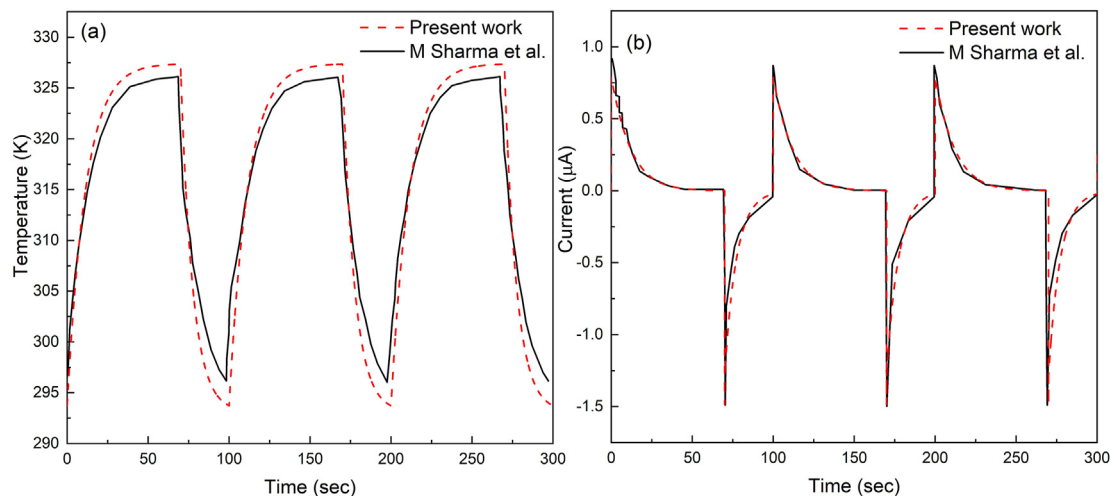 (a)
Present work
M Sharma et al.
330
325
320
315
310
305
300
295
290
Temperature (K)
0 50 100 150 200 250 300
Time (sec)
(b)
Present work
M Sharma et al.
1.0
0.5
0.0
-0.5
-1.0
-1.5
Current (μA)
0 50 100 150 200 250 300
Time (sec)